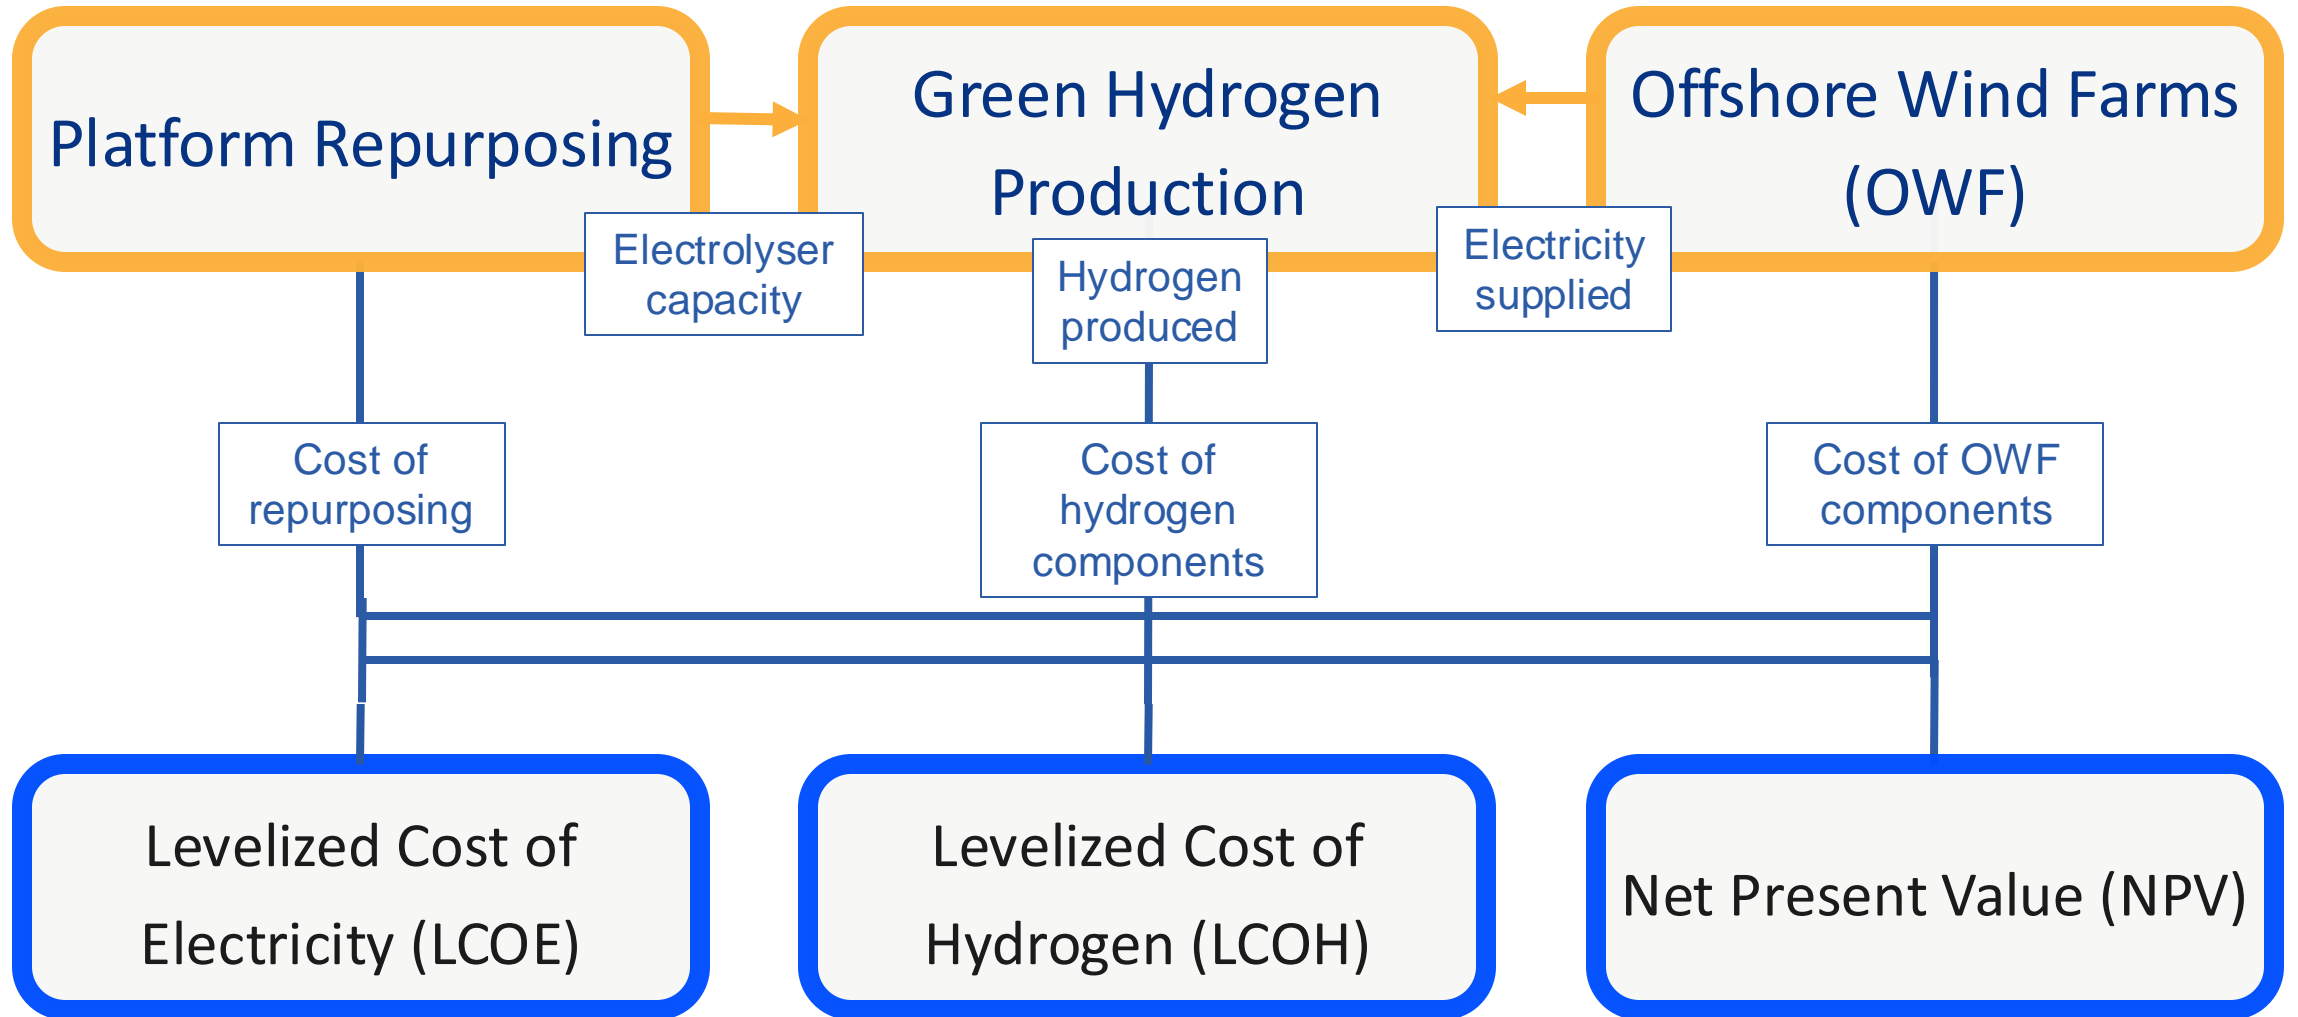 Platform Repurposing
Green Hydrogen
Production
Offshore Wind Farms
(OWF)
Electrolyser
capacity
Hydrogen
produced
Electricity
supplied
Cost of
repurposing
Cost of
hydrogen
components
Cost of OWF
components
Levelized Cost of
Electricity (LCOE)
Levelized Cost of
Hydrogen (LCOH)
Net Present Value (NPV)